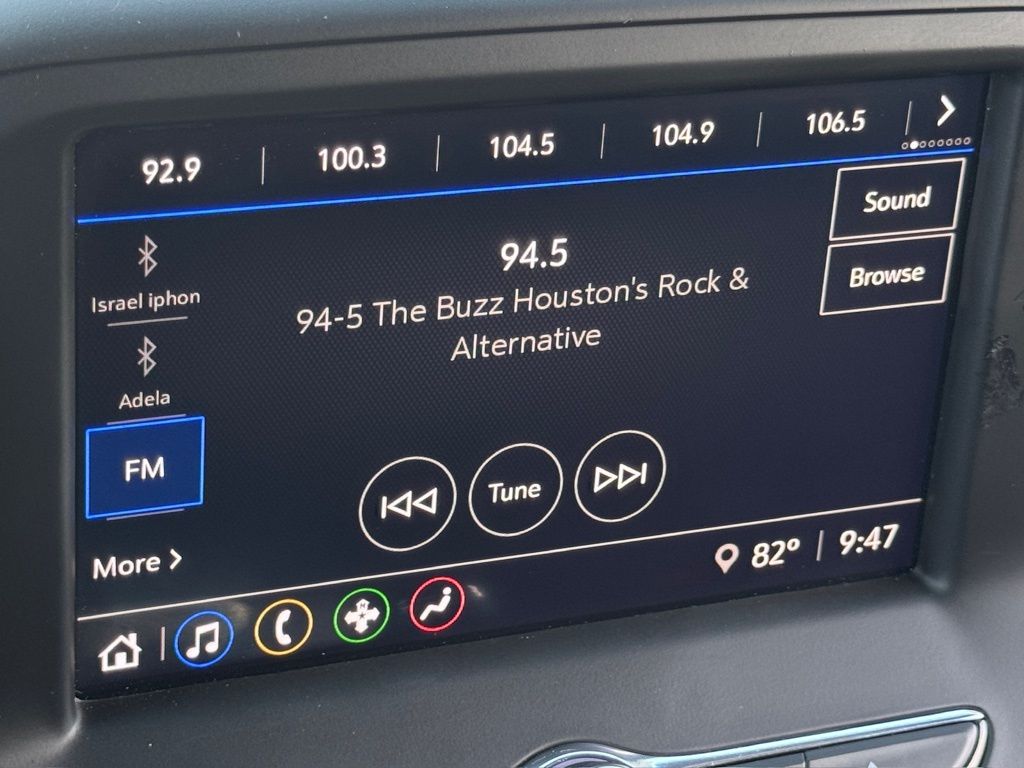 92.9 100.3 104.5 104.9 106.5
Sound
Browse
Israel iphon
Adela
FM
More
94.5
94-5 The Buzz Houston's Rock &
Alternative
Tune
82° 9:47